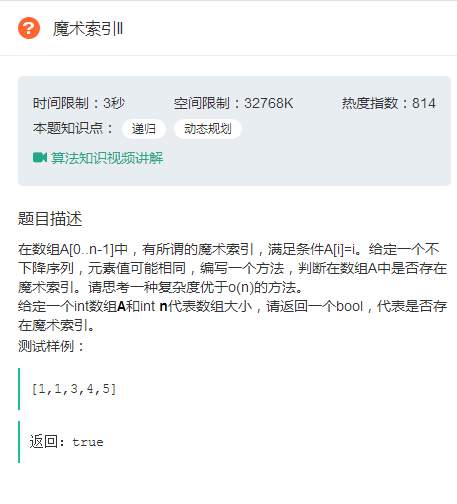 ?
魔术索引II
时间限制：3秒 空间限制：32768K 热度指数：814
本题知识点： 递归 动态规划
算法知识视频讲解
题目描述
在数组A[0..n-1]中，有所谓的魔术索引，满足条件A[i]=i。给定一个不
下降序列，元素值可能相同，编写一个方法，判断在数组A中是否存在
魔术索引。请思考一种复杂度优于o(n)的方法。
给定一个int数组A和int n代表数组大小，请返回一个bool，代表是否存
在魔术索引。
测试样例：
[1,1,3,4,5]
返回：true